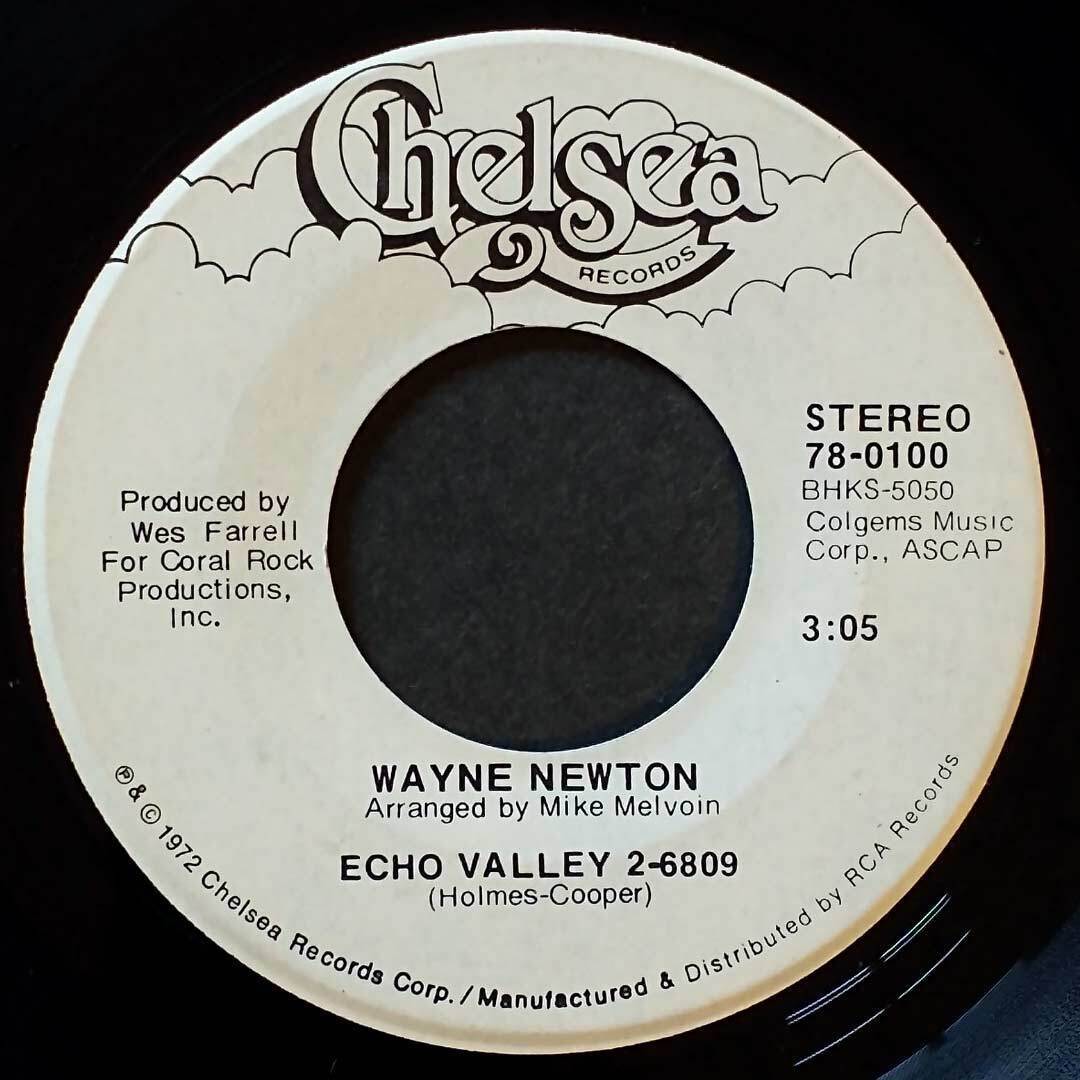 Chelsea
RECORDS
STEREO
78-0100
BHKS-5050
Colgems Music
Corp., ASCAP
3:05
Produced by
Wes Farrell
For Coral Rock
Productions,
Inc.
WAYNE NEWTON
Arranged by Mike Melvoin
ECHO VALLEY 2-6809
(Holmes-Cooper)
℗ & © 1972 Chelsea Records Corp. / Manufactured & Distributed by RCA Records